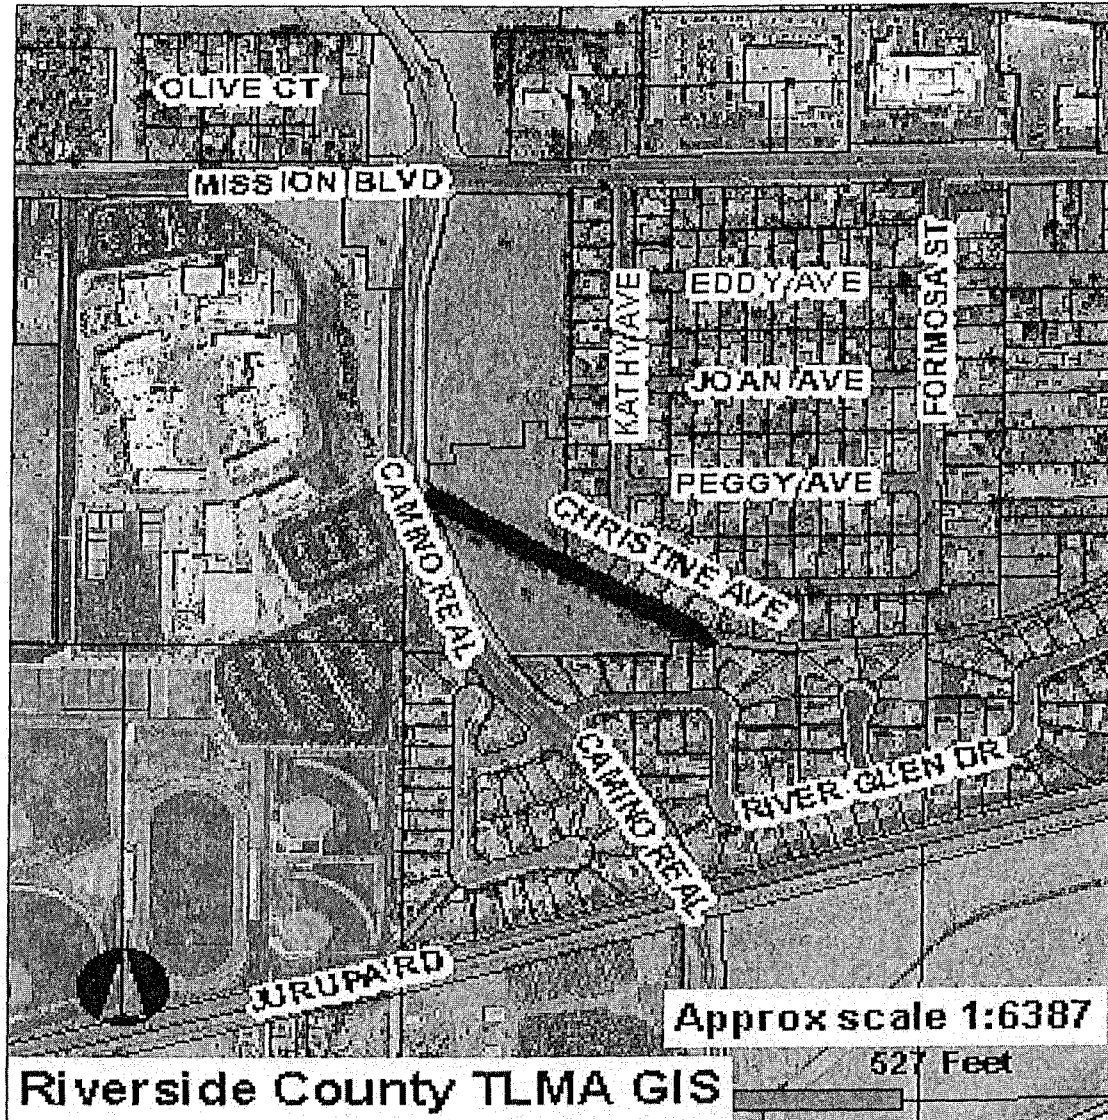 OLIVE CT
MISSION BLVD
EDDY AVE
KATHY AVE
FORMOSA ST
JOAN AVE
PEGGY AVE
CAMINO REAL
CHRISTINE AVE
CAMINO REAL
RIVER GLEN DR
JURUPA RD
Approx scale 1:6387
527 Feet
Riverside County TLMA GIS